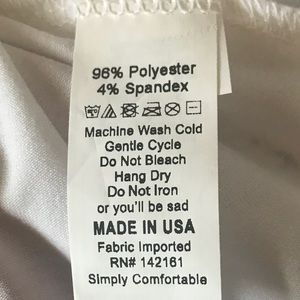 96% Polyester
4% Spandex
Machine Wash Cold
Gentle Cycle
Do Not Bleach
Hang Dry
Do Not Iron
or you'll be sad
MADE IN USA
Fabric Imported
RN# 142161
Simply Comfortable